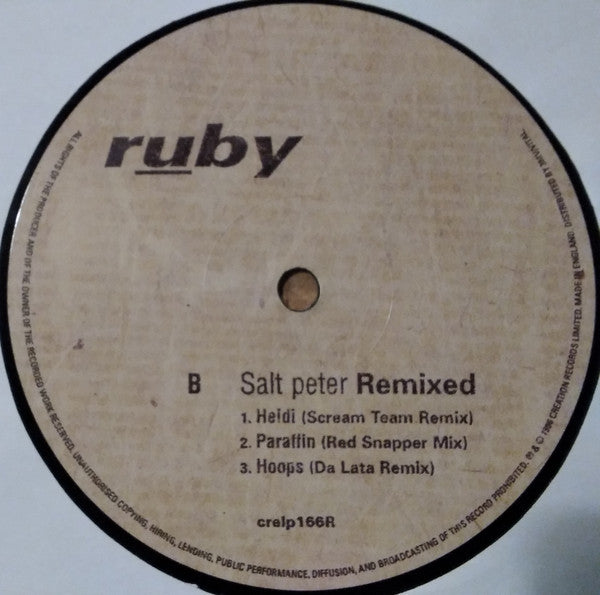 ruby
B Salt peter Remixed
1. Heidi (Scream Team Remix)
2. Paraffin (Red Snapper Mix)
3. Hoops (Da Lata Remix)
crelp166R
ALL RIGHTS OF THE PRODUCER AND OF THE OWNER OF THE RECORDED WORK RESERVED. UNAUTHORISED COPYING, HIRING, LENDING, PUBLIC PERFORMANCE, DIFFUSION, AND BROADCASTING OF THIS RECORD PROHIBITED. ℗ & © 1996 CREATION RECORDS LIMITED. MADE IN ENGLAND. DISTRIBUTED BY 3MV/VITAL